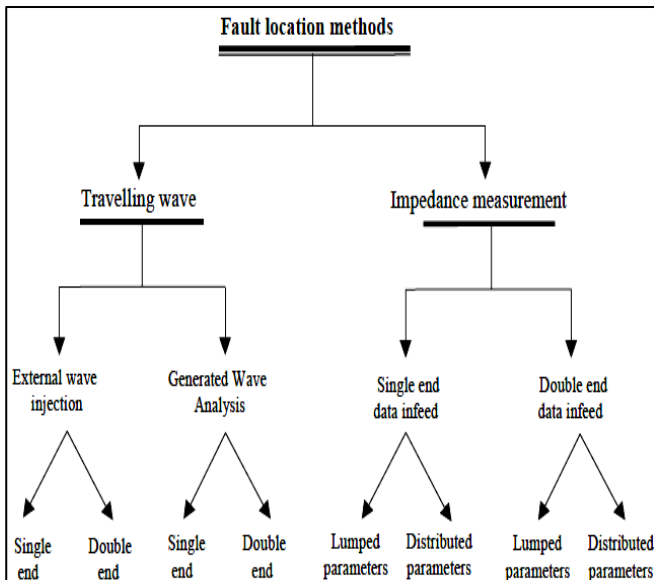 Fault location methods
Travelling wave
Impedance measurement
External wave
injection
Generated Wave
Analysis
Single end
data infeed
Double end
data infeed
Single
end
Double
end
Single
end
Double
end
Lumped
parameters
Distributed
parameters
Lumped
parameters
Distributed
parameters